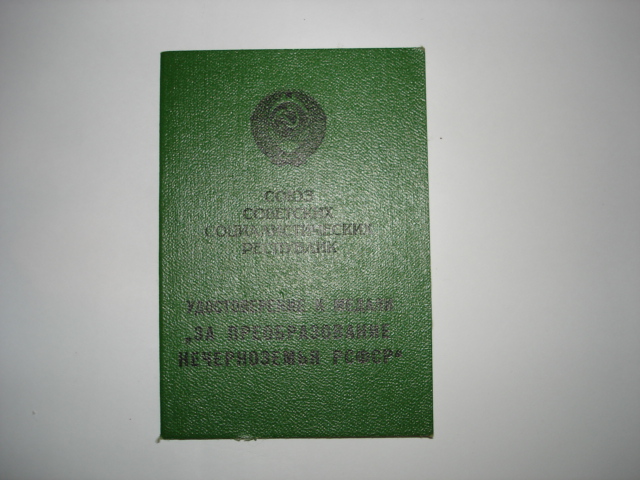 СОЮЗ
СОВЕТСКИХ
СОЦИАЛИСТИЧЕСКИХ
РЕСПУБЛИК
УДОСТОВЕРЕНИЕ К МЕДАЛИ
„ЗА ПРЕОБРАЗОВАНИЕ
НЕЧЕРНОЗЕМЬЯ РСФСР"